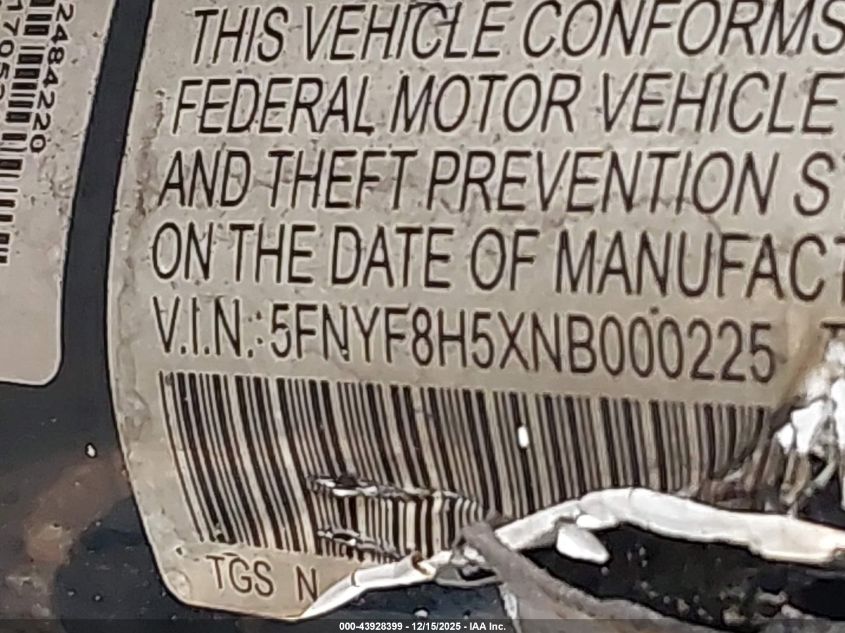 2484220
THIS VEHICLE CONFORMS
FEDERAL MOTOR VEHICLE
AND THEFT PREVENTION S
ON THE DATE OF MANUFACT
V.I.N.: 5FNYF8H5XNB000225
TGS N
000-43928399 - 12/15/2025 - IAA Inc.